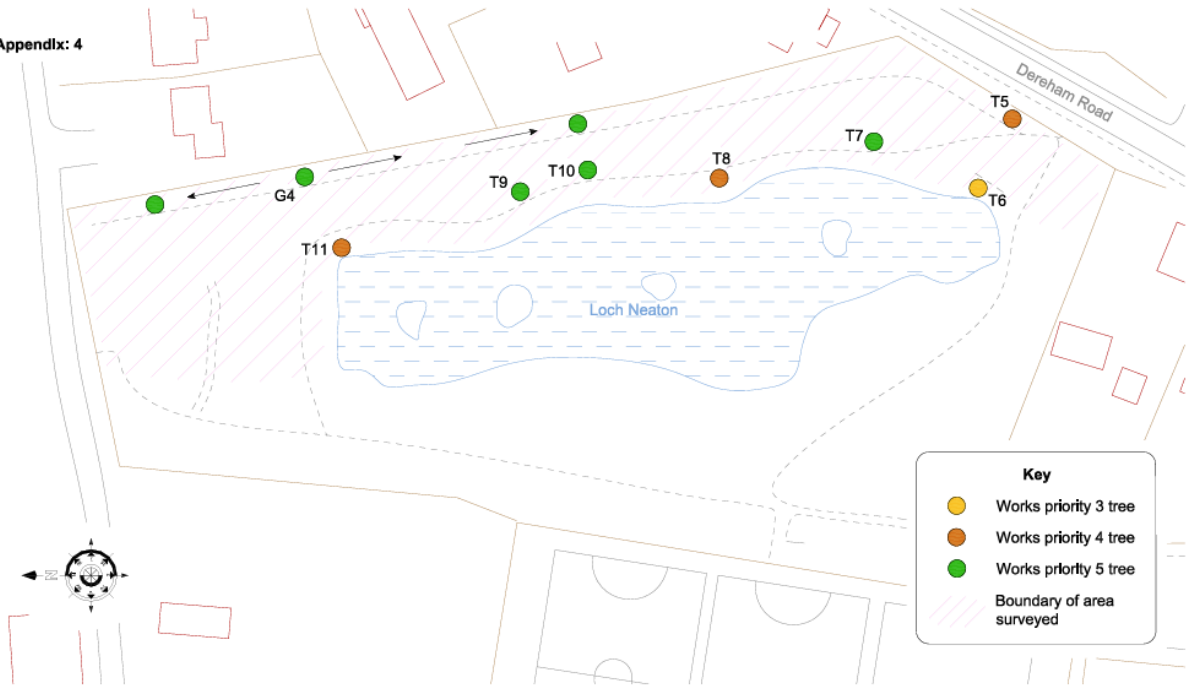 Appendix: 4
Dereham Road
T5
T7
T8
T10
T9
G4
T6
T11
Loch Neaton
N
Key
Works priority 3 tree
Works priority 4 tree
Works priority 5 tree
Boundary of area
surveyed